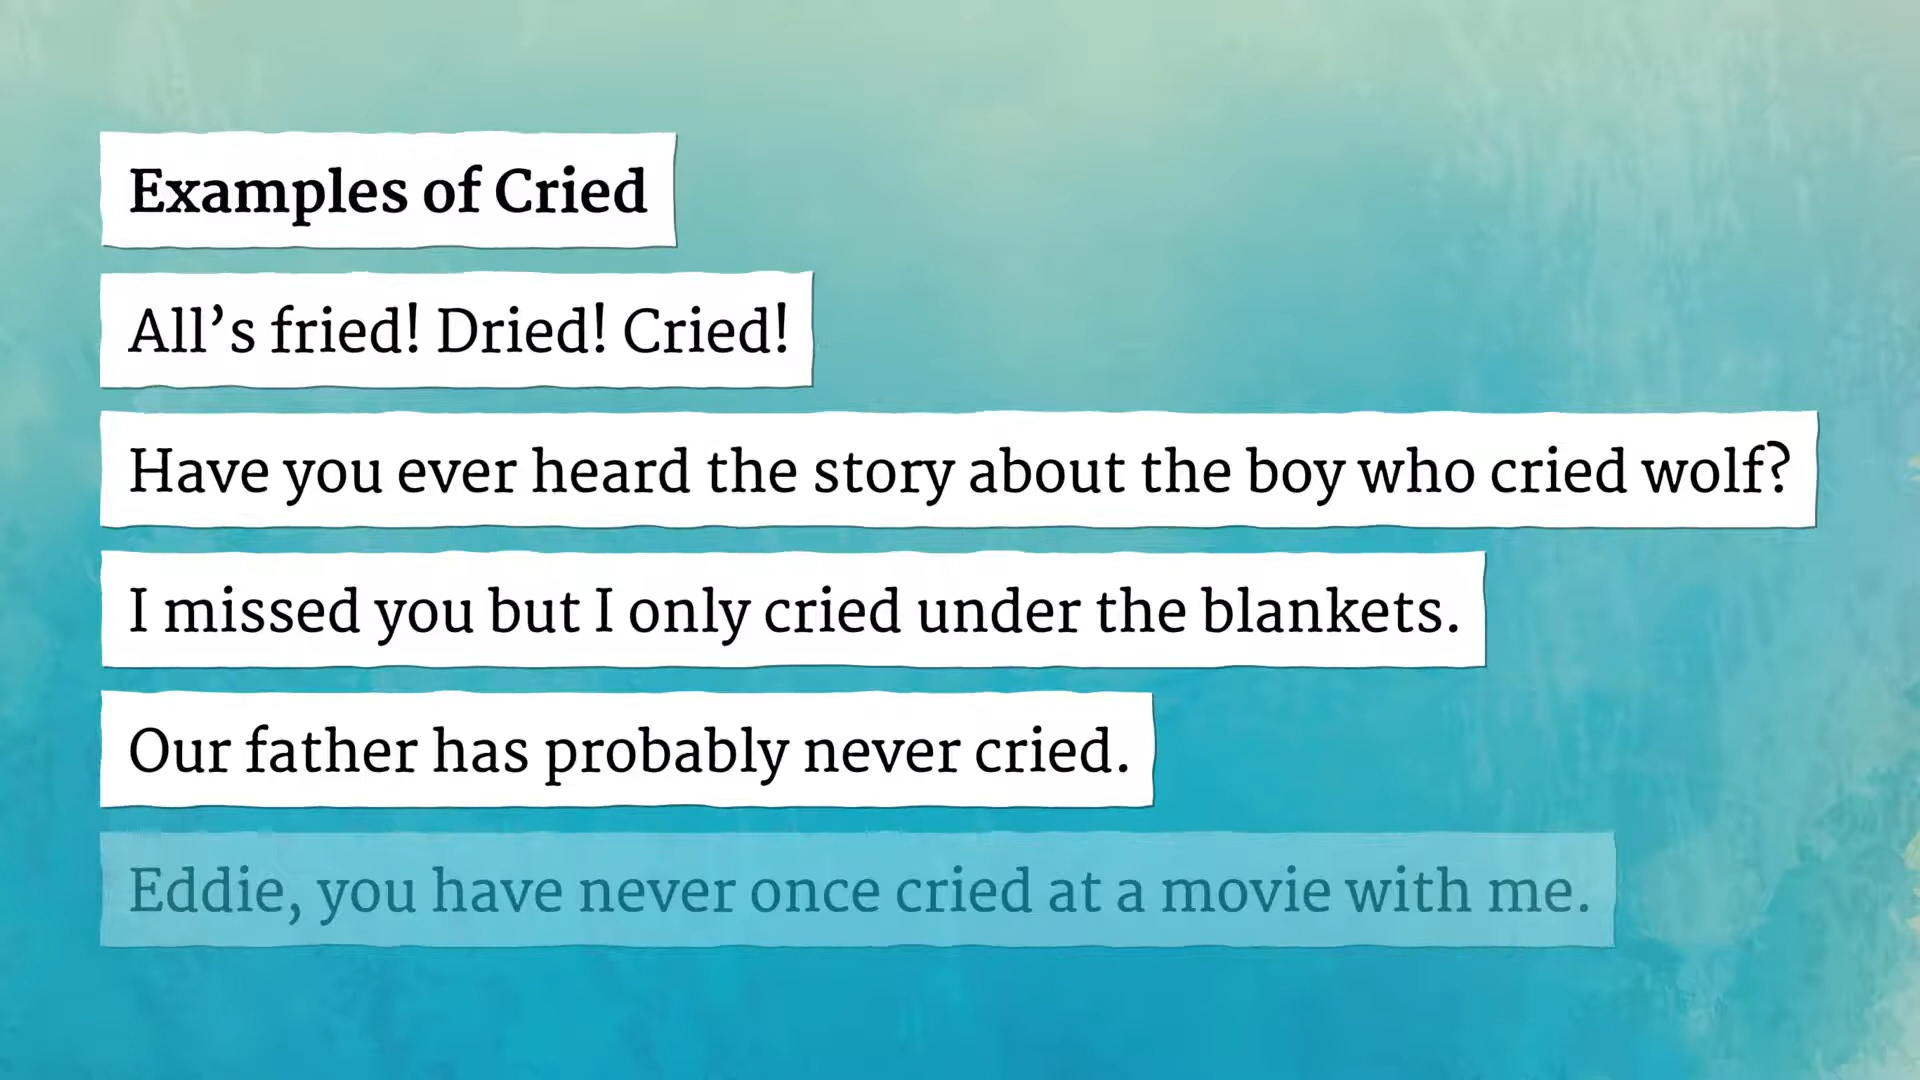 Examples of Cried
All’s fried! Dried! Cried!
Have you ever heard the story about the boy who cried wolf?
I missed you but I only cried under the blankets.
Our father has probably never cried.
Eddie, you have never once cried at a movie with me.